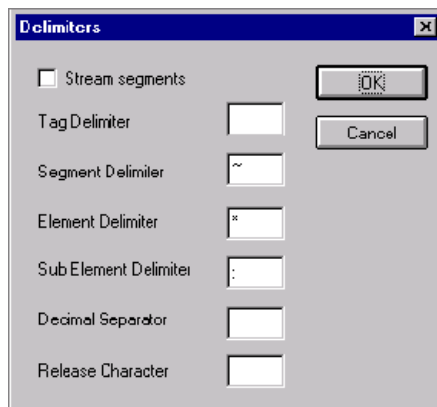 Delimiters
Stream segments
OK
Tag Delimiter
Cancel
Segment Delimiter
~
Element Delimiter
*
Sub Element Delimiter
:
Decimal Separator
Release Character